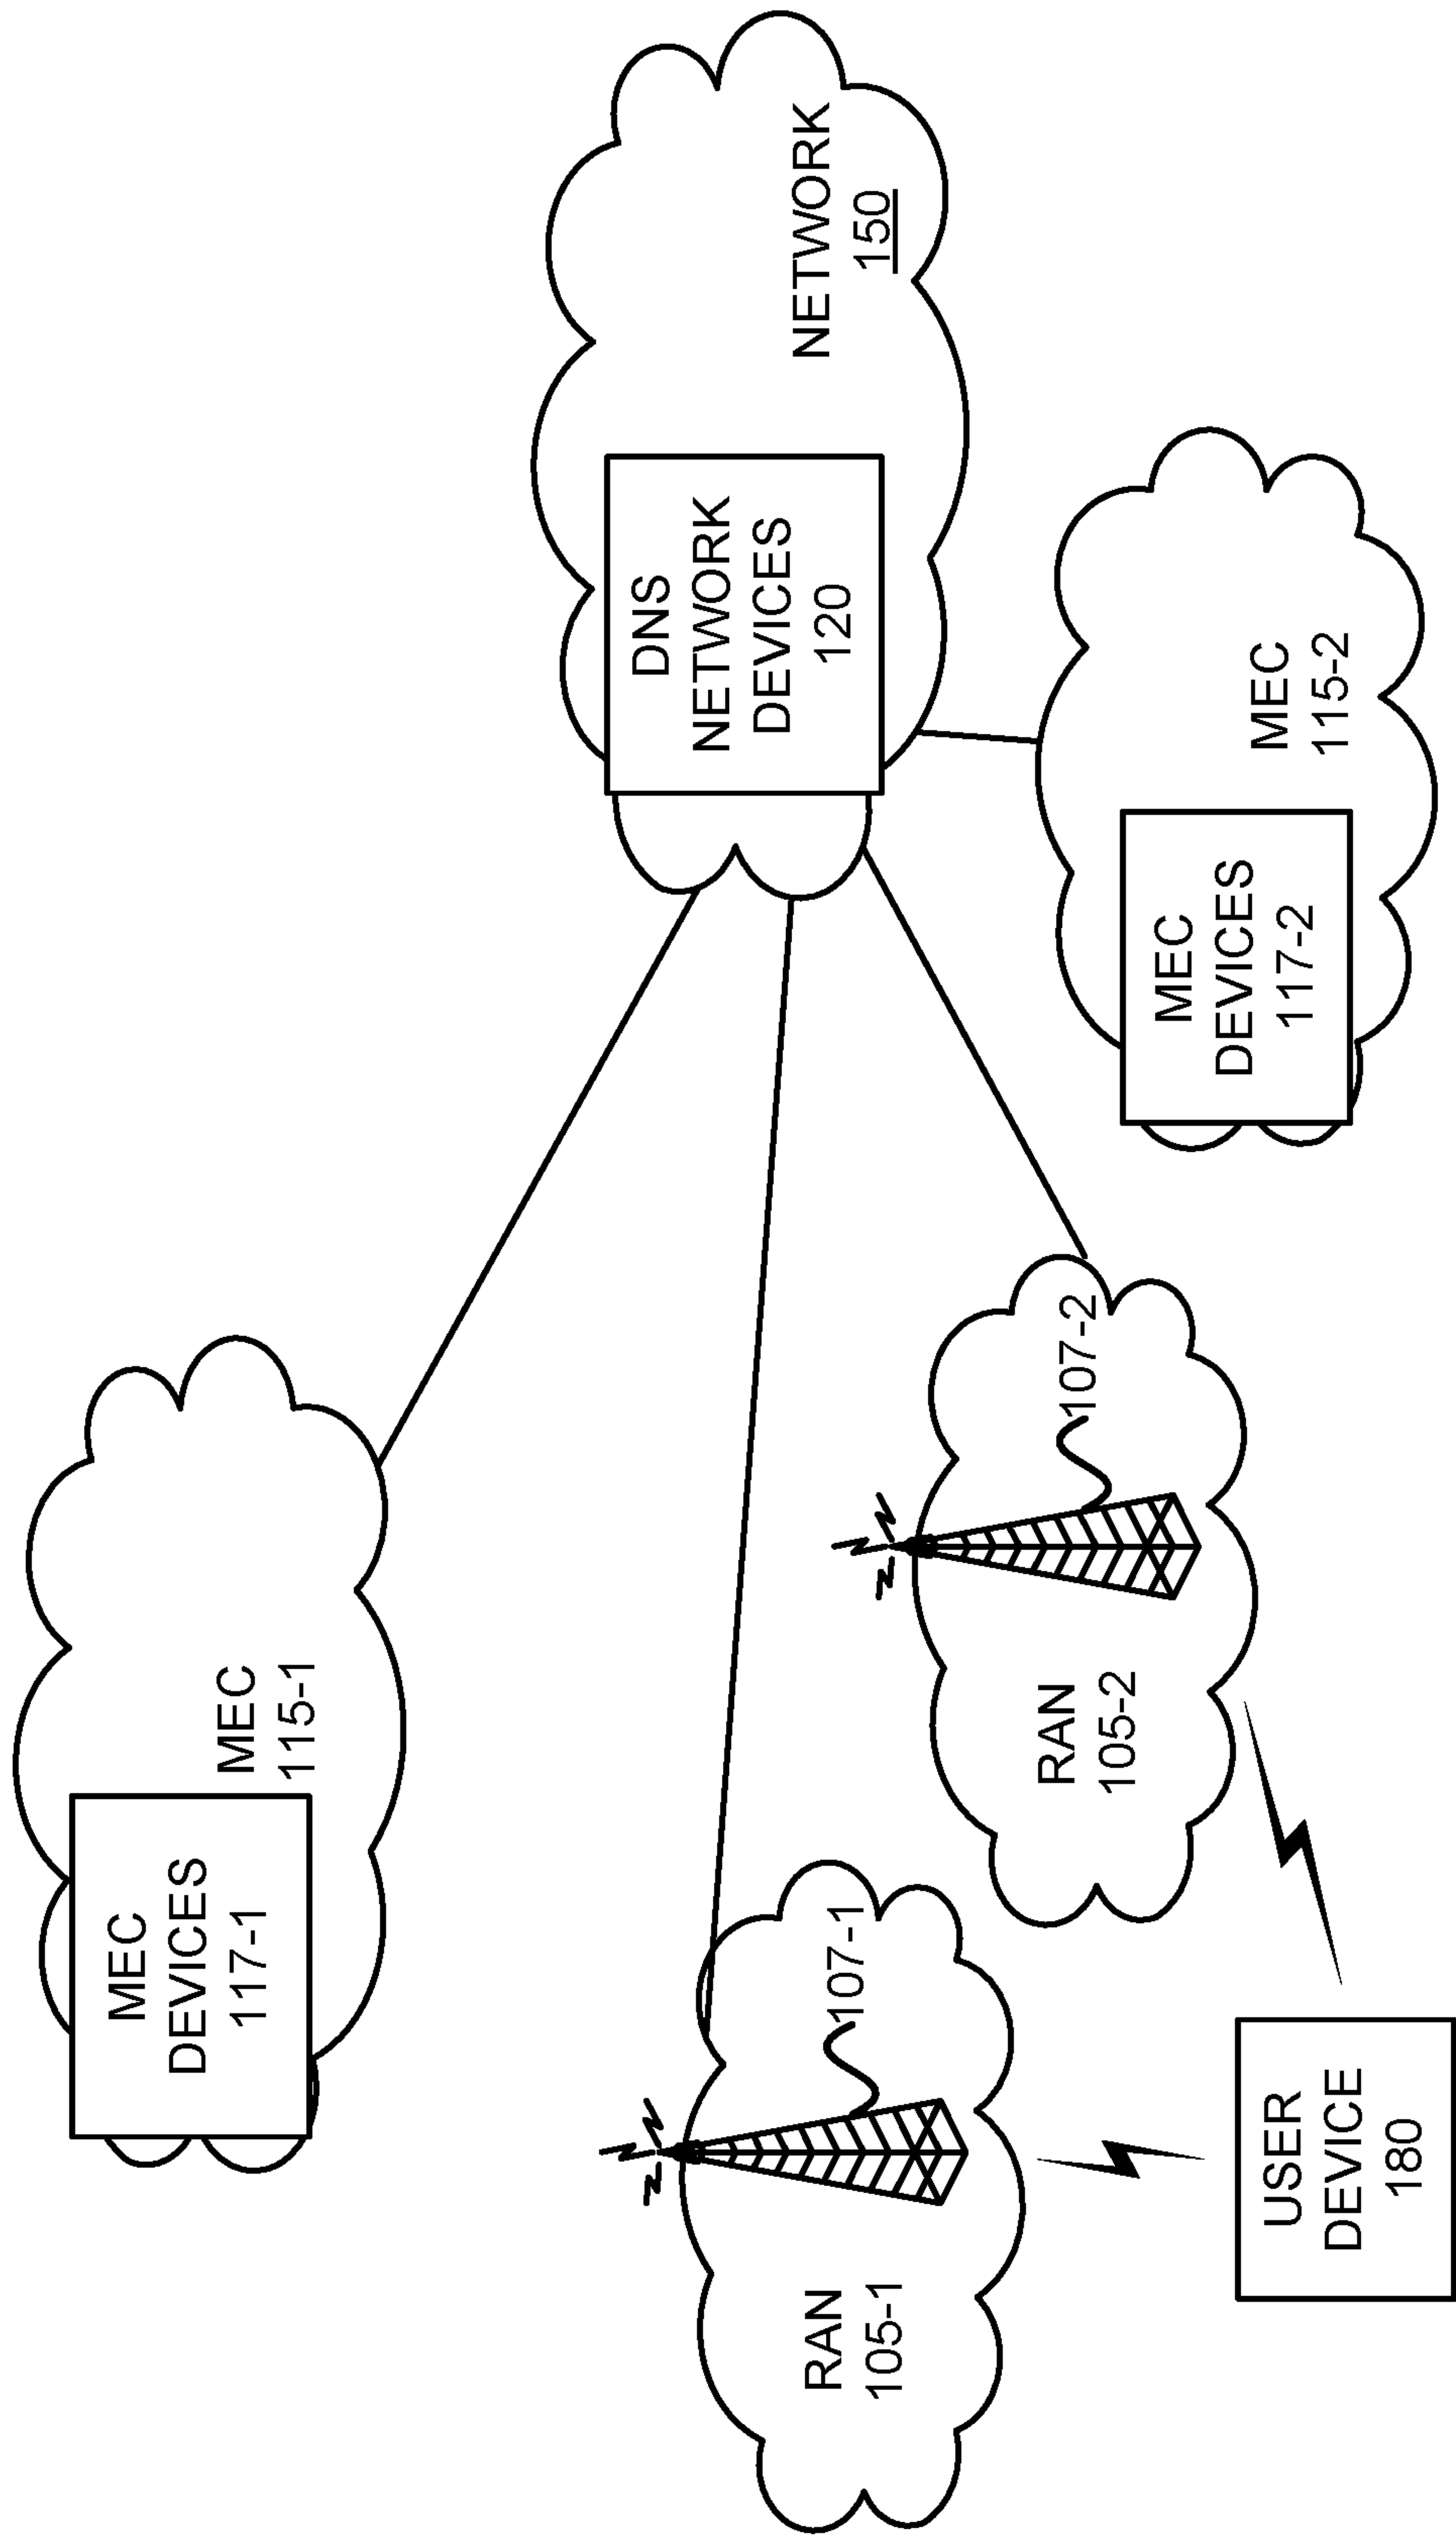 MEC
DEVICES
117-1
MEC
115-1
DNS
NETWORK
DEVICES
120
NETWORK
150
RAN
105-1
107-1
RAN
105-2
107-2
MEC
DEVICES
117-2
MEC
115-2
USER
DEVICE
180